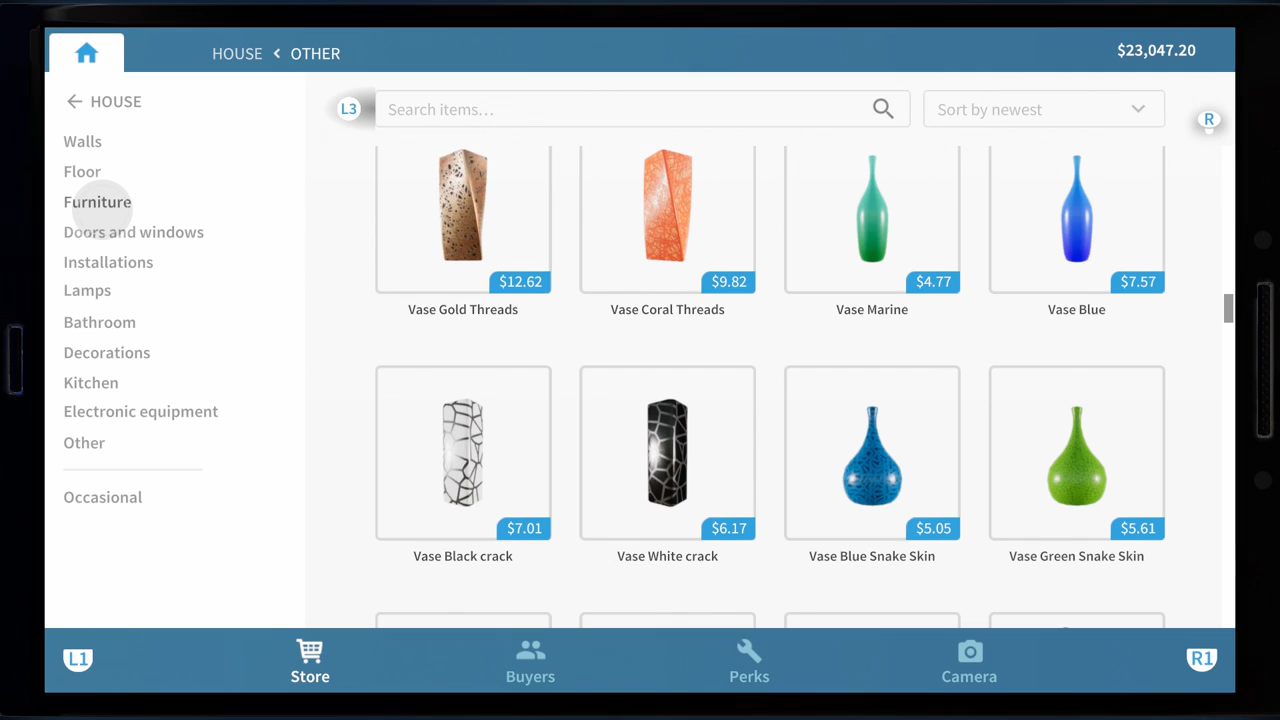 HOUSE < OTHER
$23,047.20
HOUSE
Walls
Floor
Furniture
Doors and windows
Installations
Lamps
Bathroom
Decorations
Kitchen
Electronic equipment
Other
Occasional
L3
Search items...
Sort by newest
R
$12.62
$9.82
$4.77
$7.57
Vase Gold Threads
Vase Coral Threads
Vase Marine
Vase Blue
$7.01
$6.17
$5.05
$5.61
Vase Black crack
Vase White crack
Vase Blue Snake Skin
Vase Green Snake Skin
L1
Store
Buyers
Perks
Camera
R1